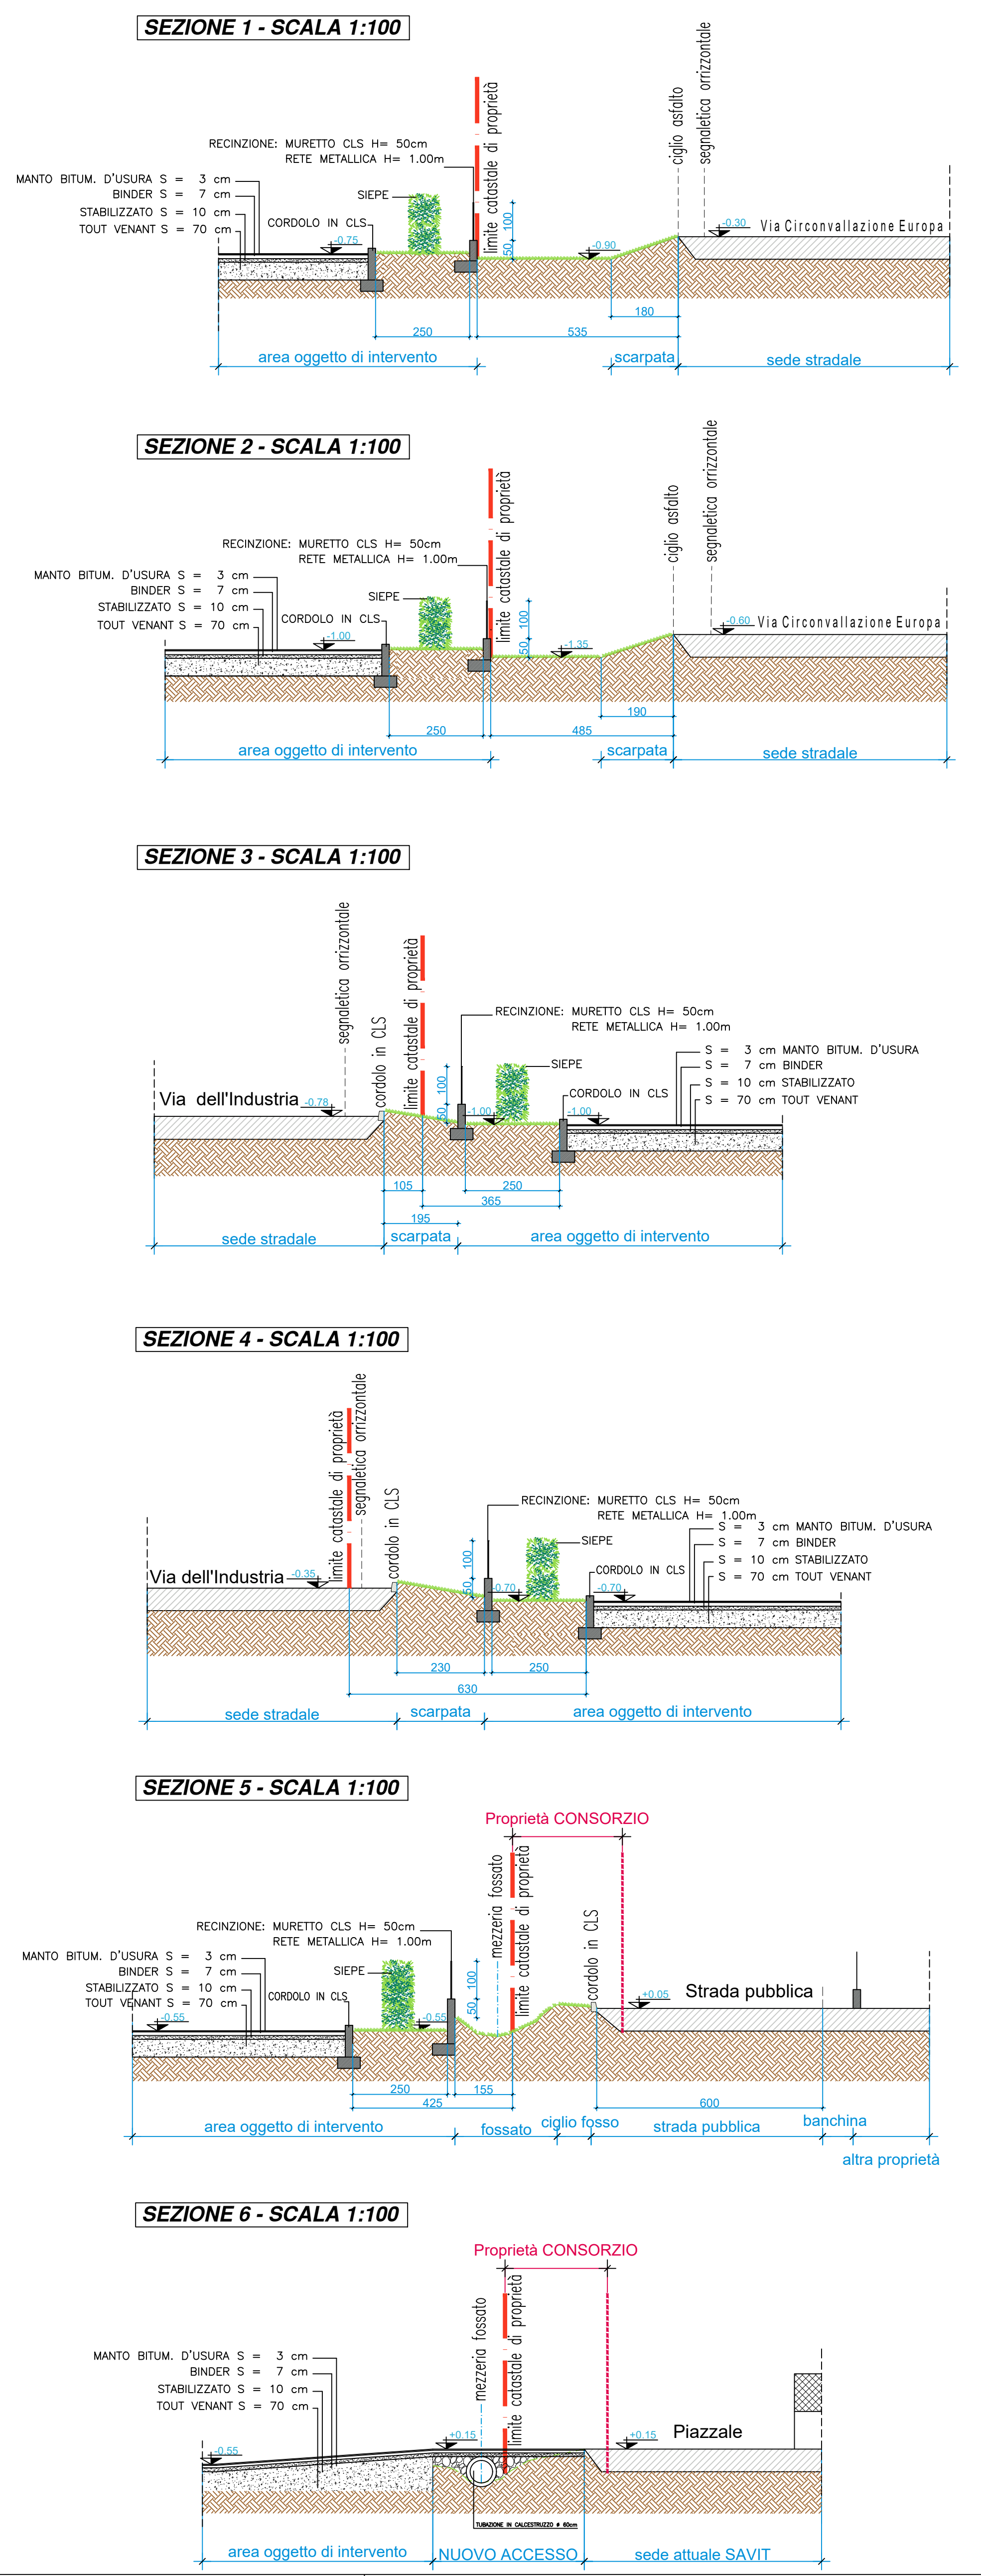 SEZIONE 1 - SCALA 1:100
ciglio asfalto
segnaletica orrizzontale
limite catastale di proprietà
RECINZIONE: MURETTO CLS H= 50cm
RETE METALLICA H= 1.00m
MANTO BITUM. D'USURA S = 3 cm
BINDER S = 7 cm
STABILIZZATO S = 10 cm
TOUT VENANT S = 70 cm
SIEPE
CORDOLO IN CLS
-0.75
100
50
-0.90
-0.30
Via Circonvallazione Europa
180
250
535
area oggetto di intervento
scarpata
sede stradale
SEZIONE 2 - SCALA 1:100
ciglio asfalto
segnaletica orrizzontale
limite catastale di proprietà
RECINZIONE: MURETTO CLS H= 50cm
RETE METALLICA H= 1.00m
MANTO BITUM. D'USURA S = 3 cm
BINDER S = 7 cm
STABILIZZATO S = 10 cm
TOUT VENANT S = 70 cm
SIEPE
CORDOLO IN CLS
-1.00
100
50
-1.35
-0.60
Via Circonvallazione Europa
190
250
485
area oggetto di intervento
scarpata
sede stradale
SEZIONE 3 - SCALA 1:100
segnaletica orrizzontale
cordolo in CLS
limite catastale di proprietà
RECINZIONE: MURETTO CLS H= 50cm
RETE METALLICA H= 1.00m
S = 3 cm MANTO BITUM. D'USURA
S = 7 cm BINDER
S = 10 cm STABILIZZATO
S = 70 cm TOUT VENANT
SIEPE
CORDOLO IN CLS
Via dell'Industria
-0.78
100
50
-1.00
-1.00
105
250
365
195
sede stradale
scarpata
area oggetto di intervento
SEZIONE 4 - SCALA 1:100
limite catastale di proprietà
segnaletica orrizzontale
cordolo in CLS
RECINZIONE: MURETTO CLS H= 50cm
RETE METALLICA H= 1.00m
S = 3 cm MANTO BITUM. D'USURA
S = 7 cm BINDER
S = 10 cm STABILIZZATO
S = 70 cm TOUT VENANT
SIEPE
CORDOLO IN CLS
Via dell'Industria
-0.35
100
50
-0.70
-0.70
230
250
630
sede stradale
scarpata
area oggetto di intervento
SEZIONE 5 - SCALA 1:100
Proprietà CONSORZIO
mezzeria fossato
limite catastale di proprietà
cordolo in CLS
RECINZIONE: MURETTO CLS H= 50cm
RETE METALLICA H= 1.00m
MANTO BITUM. D'USURA S = 3 cm
BINDER S = 7 cm
STABILIZZATO S = 10 cm
TOUT VENANT S = 70 cm
SIEPE
CORDOLO IN CLS
100
50
-0.55
-0.55
+0.05
Strada pubblica
250
155
425
600
area oggetto di intervento
fossato
ciglio fosso
strada pubblica
banchina
altra proprietà
SEZIONE 6 - SCALA 1:100
Proprietà CONSORZIO
mezzeria fossato
limite catastale di proprietà
MANTO BITUM. D'USURA S = 3 cm
BINDER S = 7 cm
STABILIZZATO S = 10 cm
TOUT VENANT S = 70 cm
-0.55
+0.15
+0.15
Piazzale
TUBAZIONE IN CALCESTRUZZO ø 60cm
area oggetto di intervento
NUOVO ACCESSO
sede attuale SAVIT